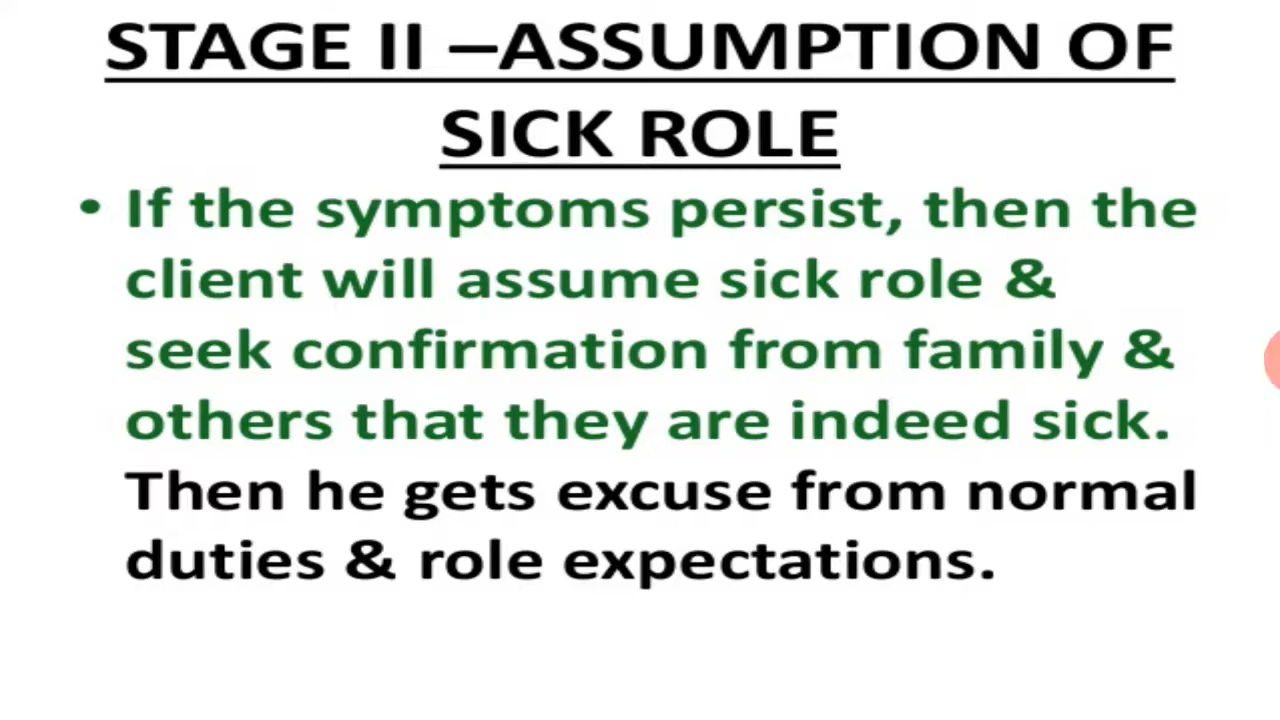 STAGE II –ASSUMPTION OF
SICK ROLE
• If the symptoms persist, then the
client will assume sick role &
seek confirmation from family &
others that they are indeed sick.
Then he gets excuse from normal
duties & role expectations.